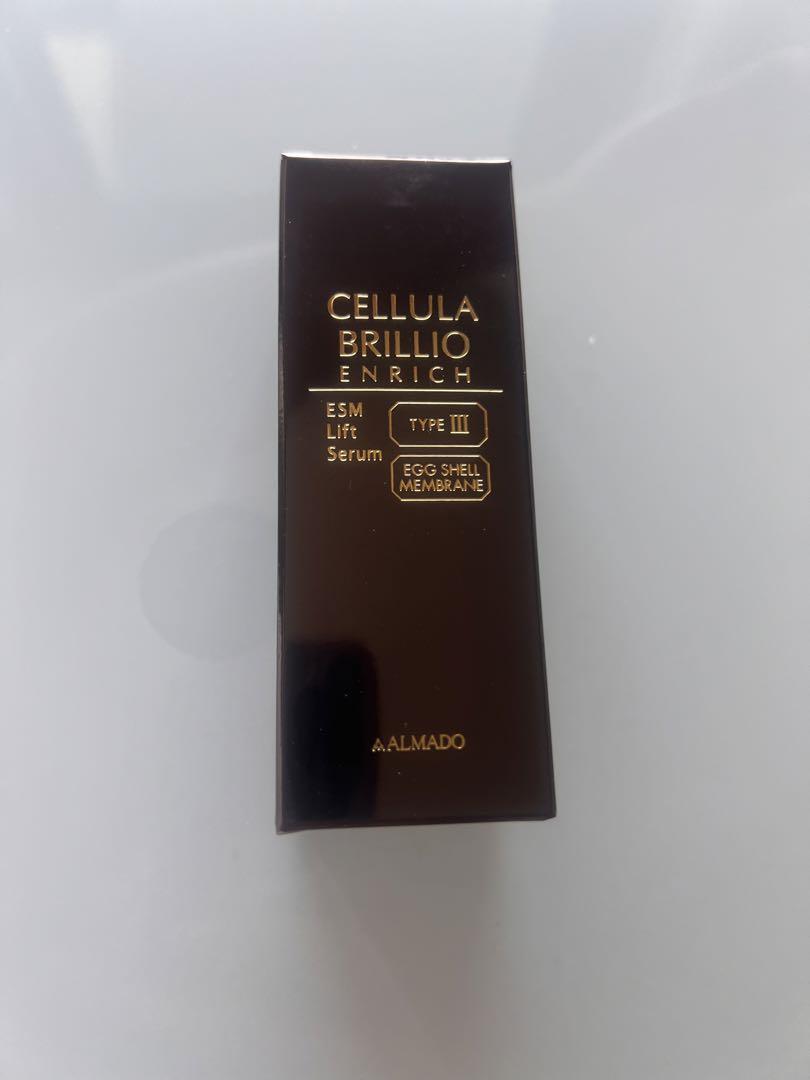 CELLULA
BRILLIO
ENRICH
ESM
Lift
Serum
TYPE III
EGG SHELL
MEMBRANE
ALMADO